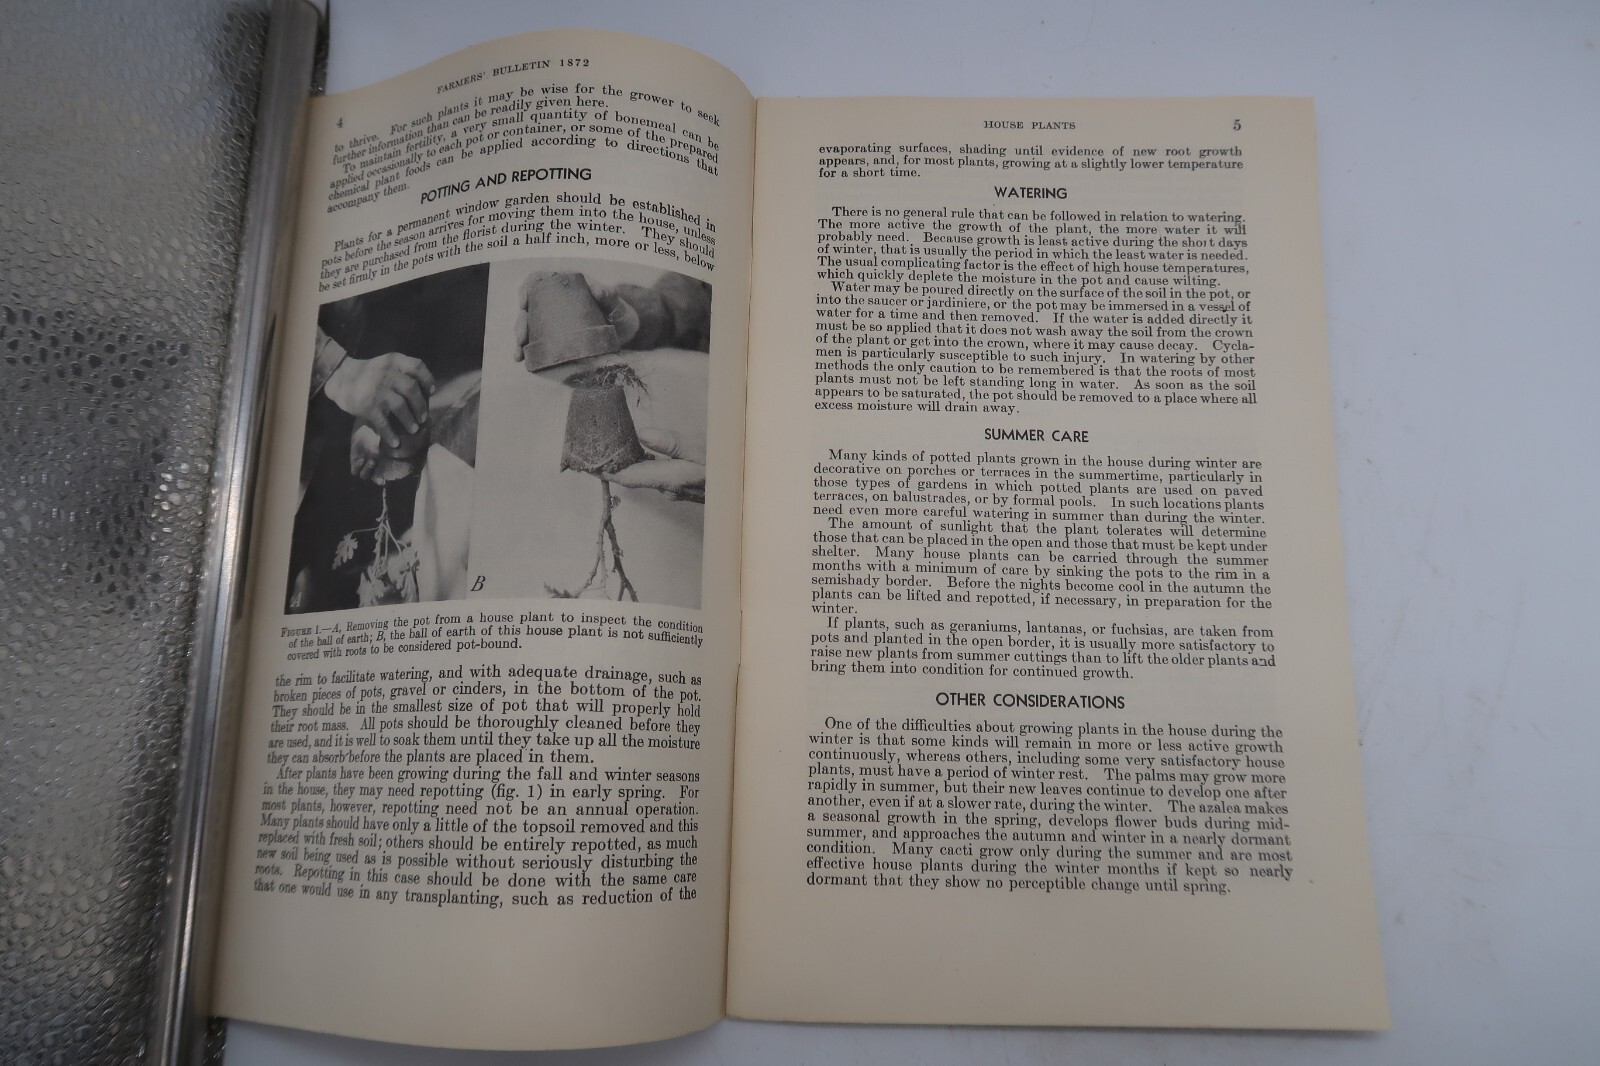 4
FARMERS' BULLETIN 1872
to thrive. For such plants it may be wise for the grower to seek
further information than can be readily given here.
To maintain fertility, a very small quantity of bonemeal can be
applied occasionally to each pot or container, or some of the prepared
chemical plant foods can be applied according to directions that
accompany them.
POTTING AND REPOTTING
Plants for a permanent window garden should be established in
pots before the season arrives for moving them into the house, unless
they are purchased from the florist during the winter. They should
be set firmly in the pots with the soil a half inch, more or less, below
A
B
FIGURE 1.—A, Removing the pot from a house plant to inspect the condition
of the ball of earth; B, the ball of earth of this house plant is not sufficiently
covered with roots to be considered pot-bound.
the rim to facilitate watering, and with adequate drainage, such as
broken pieces of pots, gravel or cinders, in the bottom of the pot.
They should be in the smallest size of pot that will properly hold
their root mass. All pots should be thoroughly cleaned before they
are used, and it is well to soak them until they take up all the moisture
they can absorb before the plants are placed in them.
After plants have been growing during the fall and winter seasons
in the house, they may need repotting (fig. 1) in early spring. For
most plants, however, repotting need not be an annual operation.
Many plants should have only a little of the topsoil removed and this
replaced with fresh soil; others should be entirely repotted, as much
new soil being used as is possible without seriously disturbing the
roots. Repotting in this case should be done with the same care
that one would use in any transplanting, such as reduction of the
HOUSE PLANTS
5
evaporating surfaces, shading until evidence of new root growth
appears, and, for most plants, growing at a slightly lower temperature
for a short time.
WATERING
There is no general rule that can be followed in relation to watering.
The more active the growth of the plant, the more water it will
probably need. Because growth is least active during the short days
of winter, that is usually the period in which the least water is needed.
The usual complicating factor is the effect of high house temperatures,
which quickly deplete the moisture in the pot and cause wilting.
Water may be poured directly on the surface of the soil in the pot, or
into the saucer or jardiniere, or the pot may be immersed in a vessel of
water for a time and then removed. If the water is added directly it
must be so applied that it does not wash away the soil from the crown
of the plant or get into the crown, where it may cause decay. Cycla-
men is particularly susceptible to such injury. In watering by other
methods the only caution to be remembered is that the roots of most
plants must not be left standing long in water. As soon as the soil
appears to be saturated, the pot should be removed to a place where all
excess moisture will drain away.
SUMMER CARE
Many kinds of potted plants grown in the house during winter are
decorative on porches or terraces in the summertime, particularly in
those types of gardens in which potted plants are used on paved
terraces, on balustrades, or by formal pools. In such locations plants
need even more careful watering in summer than during the winter.
The amount of sunlight that the plant tolerates will determine
those that can be placed in the open and those that must be kept under
shelter. Many house plants can be carried through the summer
months with a minimum of care by sinking the pots to the rim in a
semishady border. Before the nights become cool in the autumn the
plants can be lifted and repotted, if necessary, in preparation for the
winter.
If plants, such as geraniums, lantanas, or fuchsias, are taken from
pots and planted in the open border, it is usually more satisfactory to
raise new plants from summer cuttings than to lift the older plants and
bring them into condition for continued growth.
OTHER CONSIDERATIONS
One of the difficulties about growing plants in the house during the
winter is that some kinds will remain in more or less active growth
continuously, whereas others, including some very satisfactory house
plants, must have a period of winter rest. The palms may grow more
rapidly in summer, but their new leaves continue to develop one after
another, even if at a slower rate, during the winter. The azalea makes
a seasonal growth in the spring, develops flower buds during mid-
summer, and approaches the autumn and winter in a nearly dormant
condition. Many cacti grow only during the summer and are most
effective house plants during the winter months if kept so nearly
dormant that they show no perceptible change until spring.